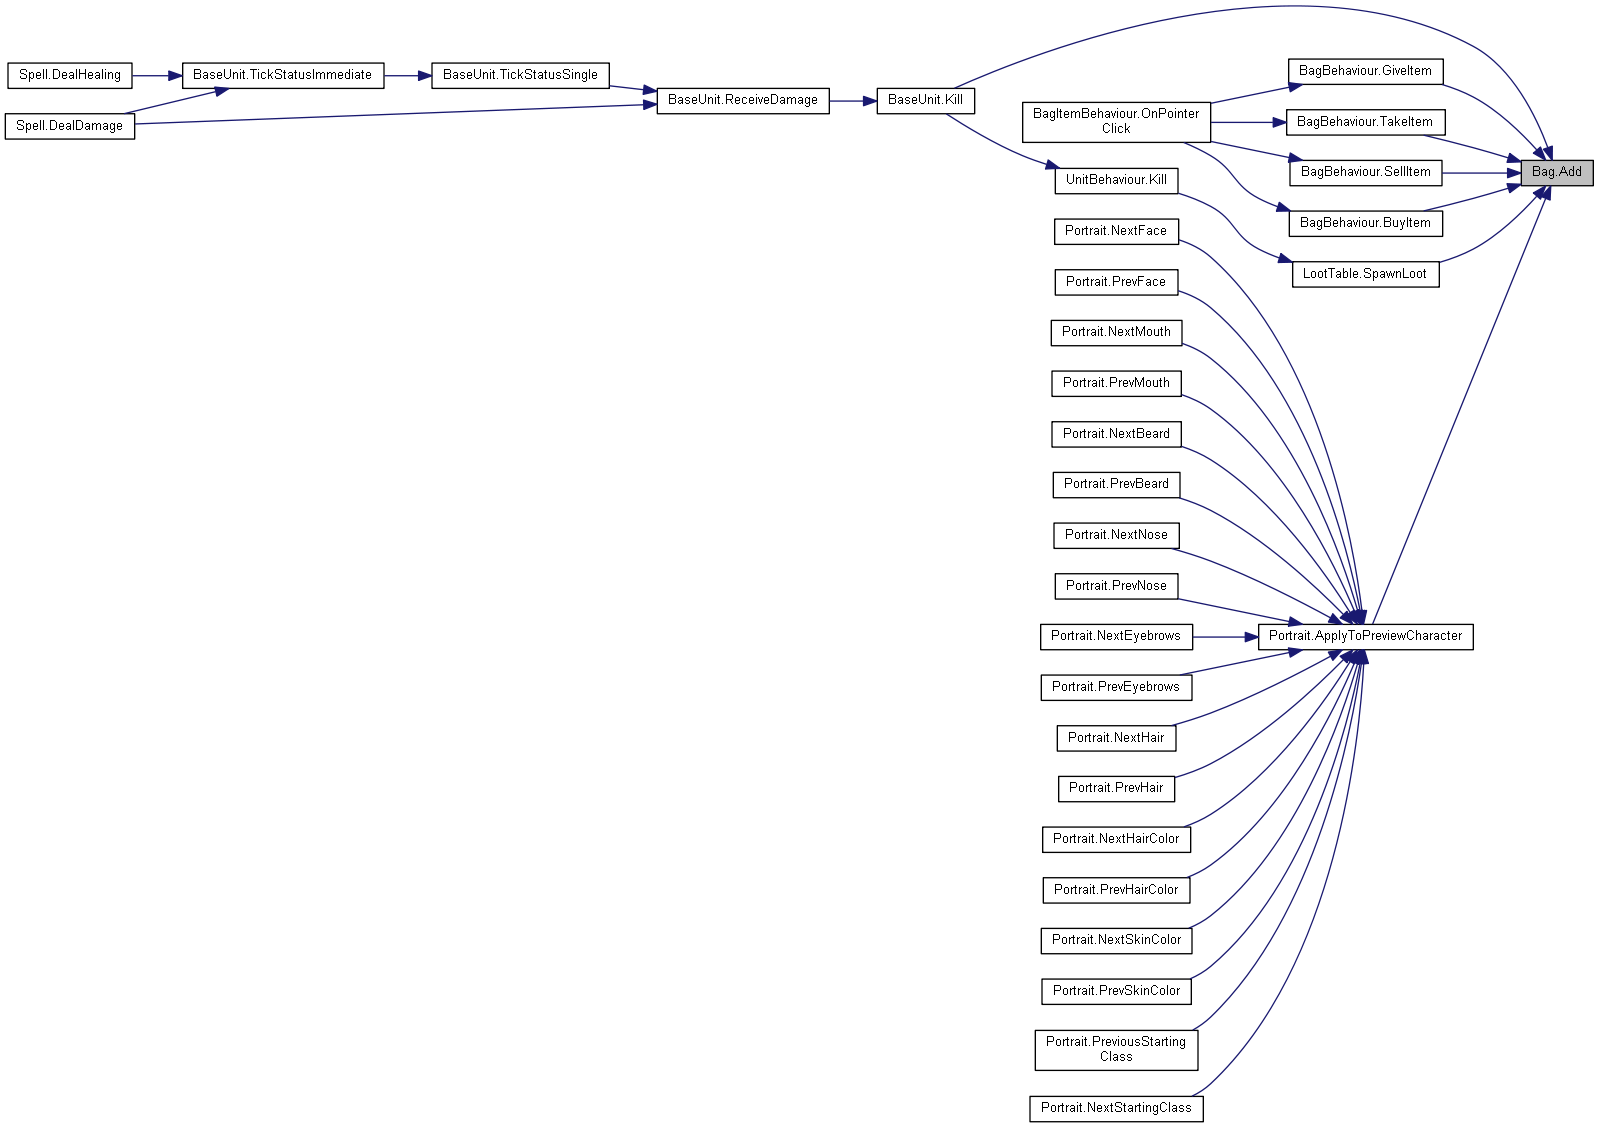 Spell.DealHealing
Spell.DealDamage
BaseUnit.TickStatusImmediate
BaseUnit.TickStatusSingle
BaseUnit.ReceiveDamage
BaseUnit.Kill
BagItemBehaviour.OnPointer
Click
UnitBehaviour.Kill
BagBehaviour.GiveItem
BagBehaviour.TakeItem
BagBehaviour.SellItem
BagBehaviour.BuyItem
LootTable.SpawnLoot
Bag.Add
Portrait.NextFace
Portrait.PrevFace
Portrait.NextMouth
Portrait.PrevMouth
Portrait.NextBeard
Portrait.PrevBeard
Portrait.NextNose
Portrait.PrevNose
Portrait.NextEyebrows
Portrait.ApplyToPreviewCharacter
Portrait.PrevEyebrows
Portrait.NextHair
Portrait.PrevHair
Portrait.NextHairColor
Portrait.PrevHairColor
Portrait.NextSkinColor
Portrait.PrevSkinColor
Portrait.PreviousStarting
Class
Portrait.NextStartingClass